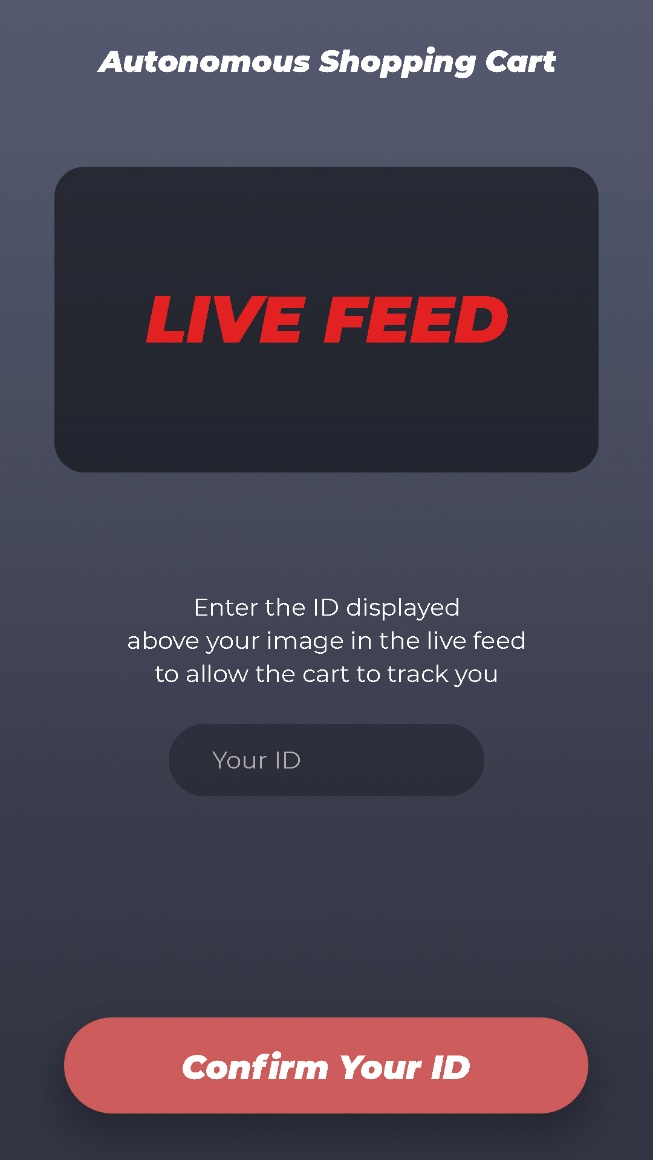 Autonomous Shopping Cart
LIVE FEED
Enter the ID displayed
above your image in the live feed
to allow the cart to track you
Your ID
Confirm Your ID